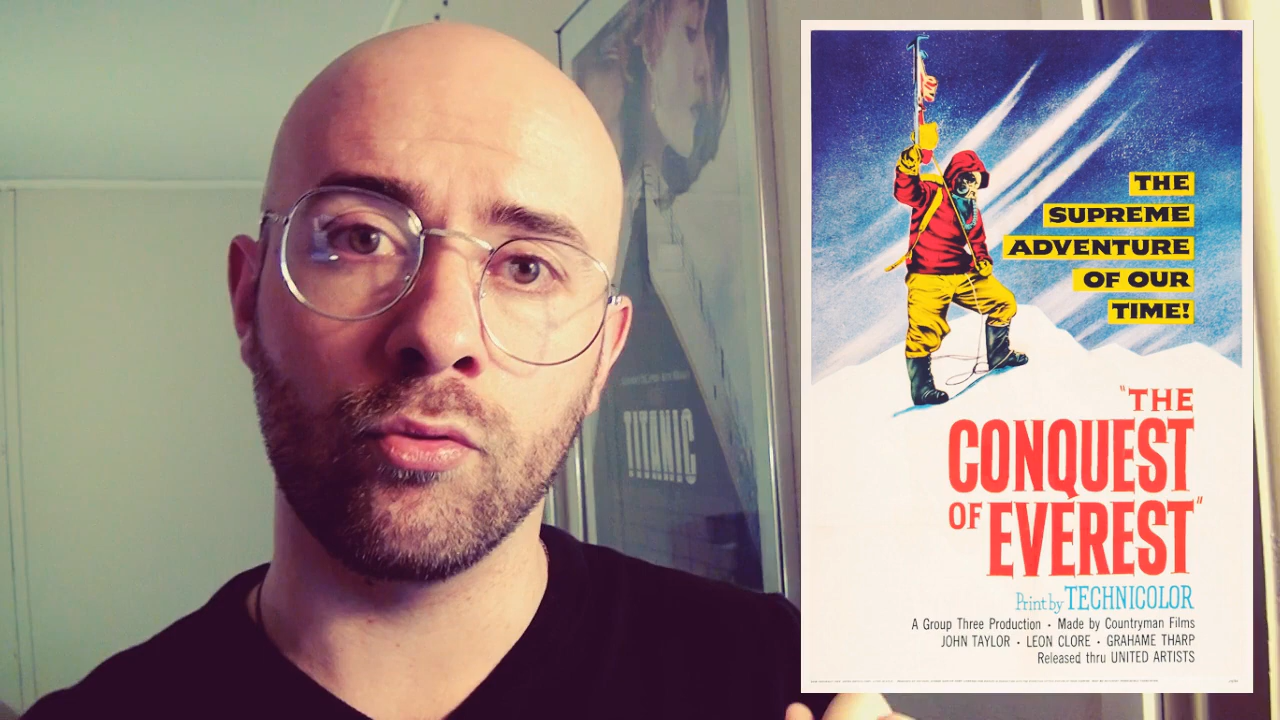 TITANIC
THE
SUPREME
ADVENTURE
OF OUR
TIME!
"THE
CONQUEST
OF EVEREST"
Print by TECHNICOLOR
A Group Three Production • Made by Countryman Films
JOHN TAYLOR • LEON CLORE • GRAHAME THARP
Released thru UNITED ARTISTS